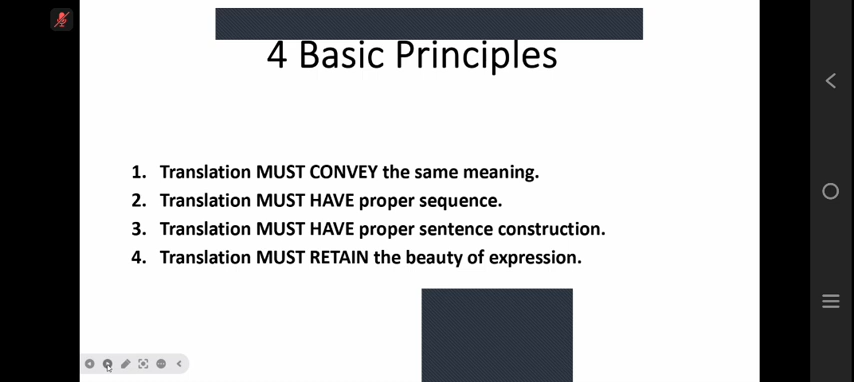 4 Basic Principles
1. Translation MUST CONVEY the same meaning.
2. Translation MUST HAVE proper sequence.
3. Translation MUST HAVE proper sentence construction.
4. Translation MUST RETAIN the beauty of expression.